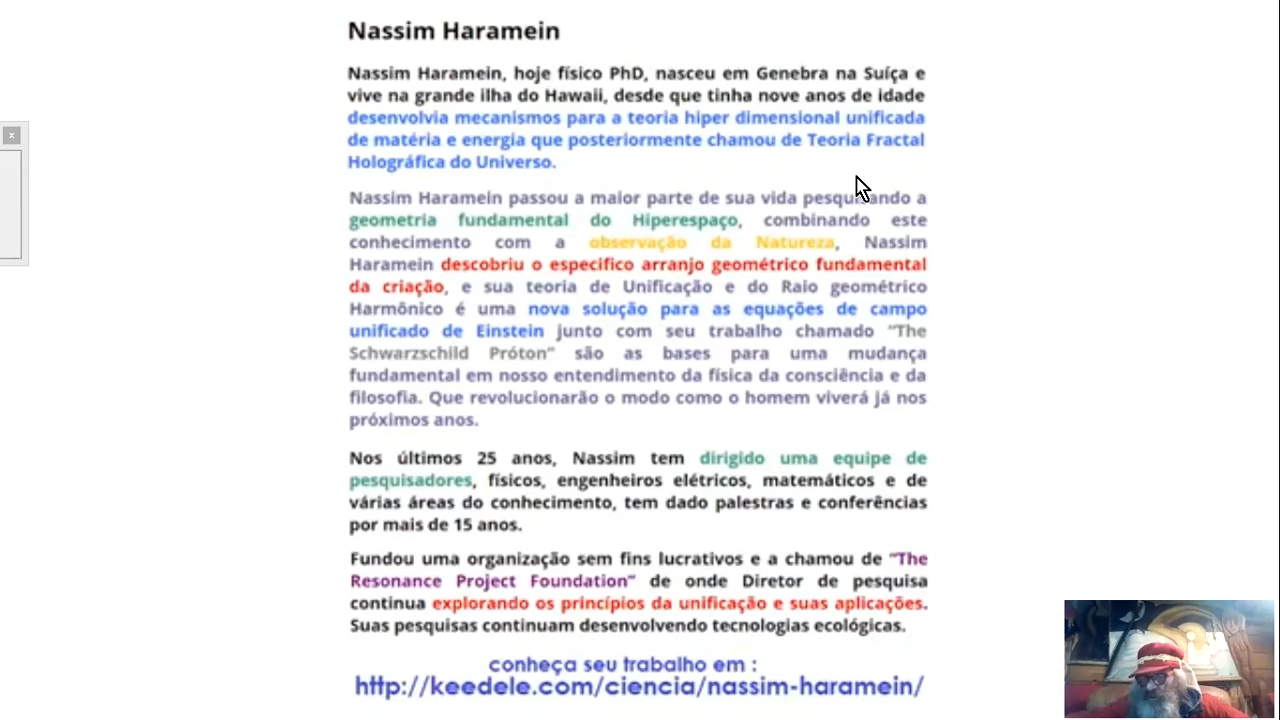 Nassim Haramein
Nassim Haramein, hoje físico PhD, nasceu em Genebra na Suíça e
vive na grande ilha do Hawaii, desde que tinha nove anos de idade
desenvolvia mecanismos para a teoria hiper dimensional unificada
de matéria e energia que posteriormente chamou de Teoria Fractal
Holográfica do Universo.
Nassim Haramein passou a maior parte de sua vida pesquisando a
geometria fundamental do Hiperespaço, combinando este
conhecimento com a observação da Natureza, Nassim
Haramein descobriu o especifico arranjo geométrico fundamental
da criação, e sua teoria de Unificação e do Raio geométrico
Harmônico é uma nova solução para as equações de campo
unificado de Einstein junto com seu trabalho chamado "The
Schwarzschild Próton" são as bases para uma mudança
fundamental em nosso entendimento da física da consciência e da
filosofia. Que revolucionarão o modo como o homem viverá já nos
próximos anos.
Nos últimos 25 anos, Nassim tem dirigido uma equipe de
pesquisadores, físicos, engenheiros elétricos, matemáticos e de
várias áreas do conhecimento, tem dado palestras e conferências
por mais de 15 anos.
Fundou uma organização sem fins lucrativos e a chamou de "The
Resonance Project Foundation" de onde Diretor de pesquisa
continua explorando os princípios da unificação e suas aplicações.
Suas pesquisas continuam desenvolvendo tecnologias ecológicas.
conheça seu trabalho em :
http://keedele.com/ciencia/nassim-haramein/
x